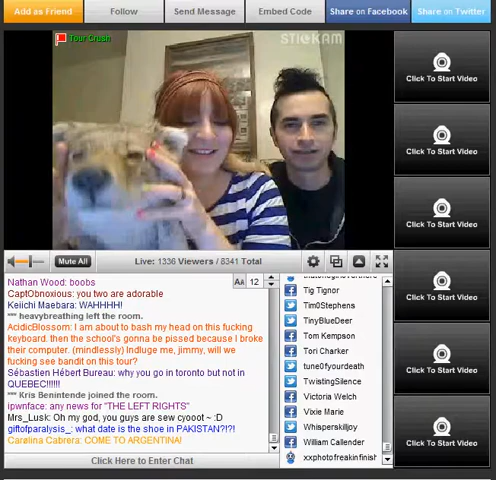 Add as Friend
Follow
Send Message
Embed Code
Share on Facebook
Share on Twitter
Tour Crush
STICKAM
Click To Start Video
Click To Start Video
Click To Start Video
Click To Start Video
Click To Start Video
Click To Start Video
Mute All
Live: 1336 Viewers / 8341 Total
AA 12
Nathan Wood: boobs
CaptObnoxious: you two are adorable
Keiichi Maebara: WAHHHH!
*** heavybreathing left the room.
AcidicBlossom: I am about to bash my head on this fucking
keyboard. then the school's gonna be pissed because I broke
their computer. (mindlessly) Indluge me, jimmy, will we
fucking see bandit on this tour?
Sébastien Hébert Bureau: why you go in toronto but not in
QUEBEC!!!!!!
*** Kris Benintende joined the room.
ipwnface: any news for "THE LEFT RIGHTS"
Mrs_Lusk: Oh my god, you guys are sew cyooot ~ :D
giftofparalysis_: what date is the shoe in PAKISTAN?!?!
Carolina Cabrera: COME TO ARGENTINA!
Click Here to Enter Chat
Tig Tignor
Tim0Stephens
TinyBlueDeer
Tom Kempson
Tori Charker
tune0fyourdeath
TwistingSilence
Victoria Welch
Vixie Marie
Whisperskilljoy
William Callender
xxphotofreakinfinish